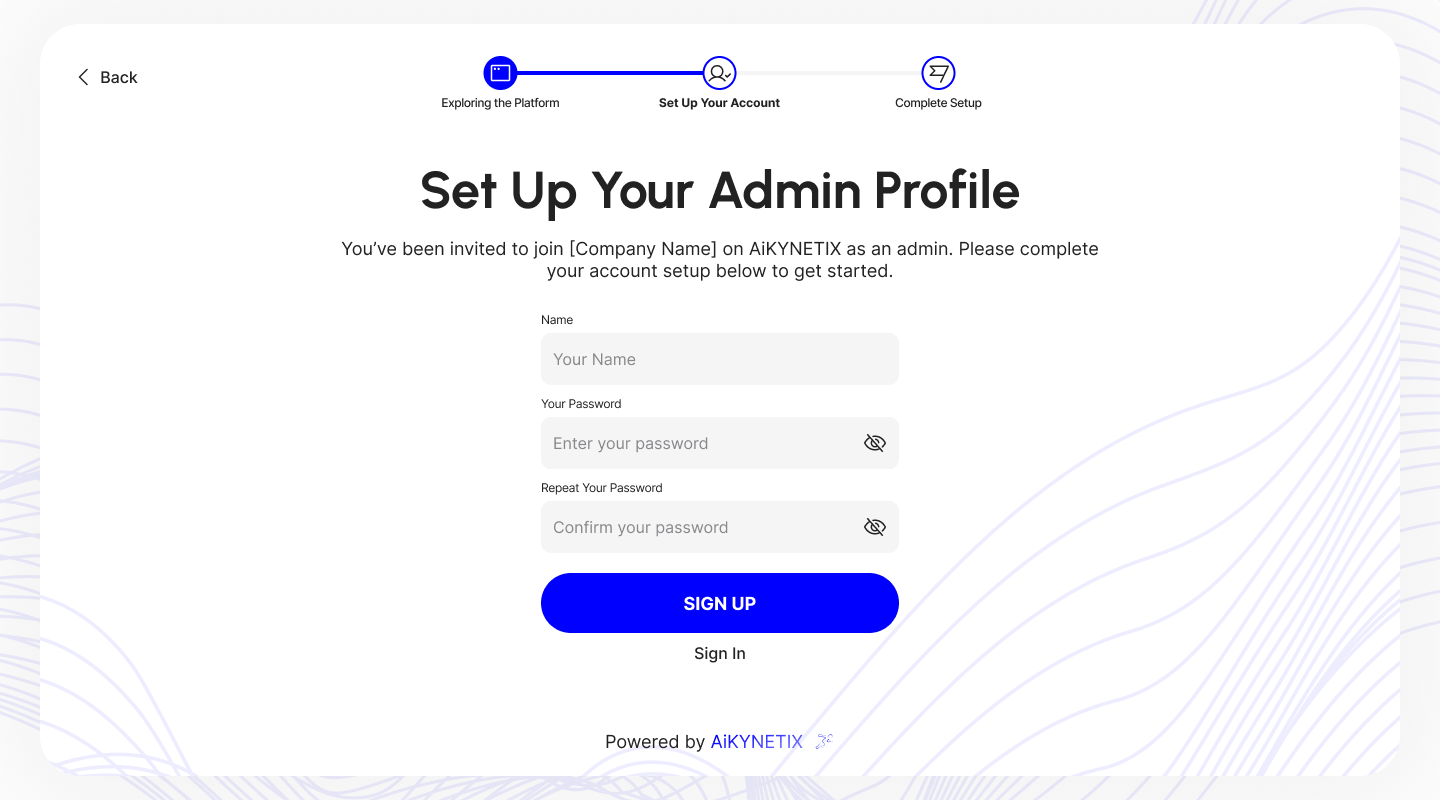 Back
Exploring the Platform
Set Up Your Account
Complete Setup
Set Up Your Admin Profile
You’ve been invited to join [Company Name] on AiKYNETIX as an admin. Please complete
your account setup below to get started.
Name
Your Name
Your Password
Enter your password
Repeat Your Password
Confirm your password
SIGN UP
Sign In
Powered by AiKYNETIX